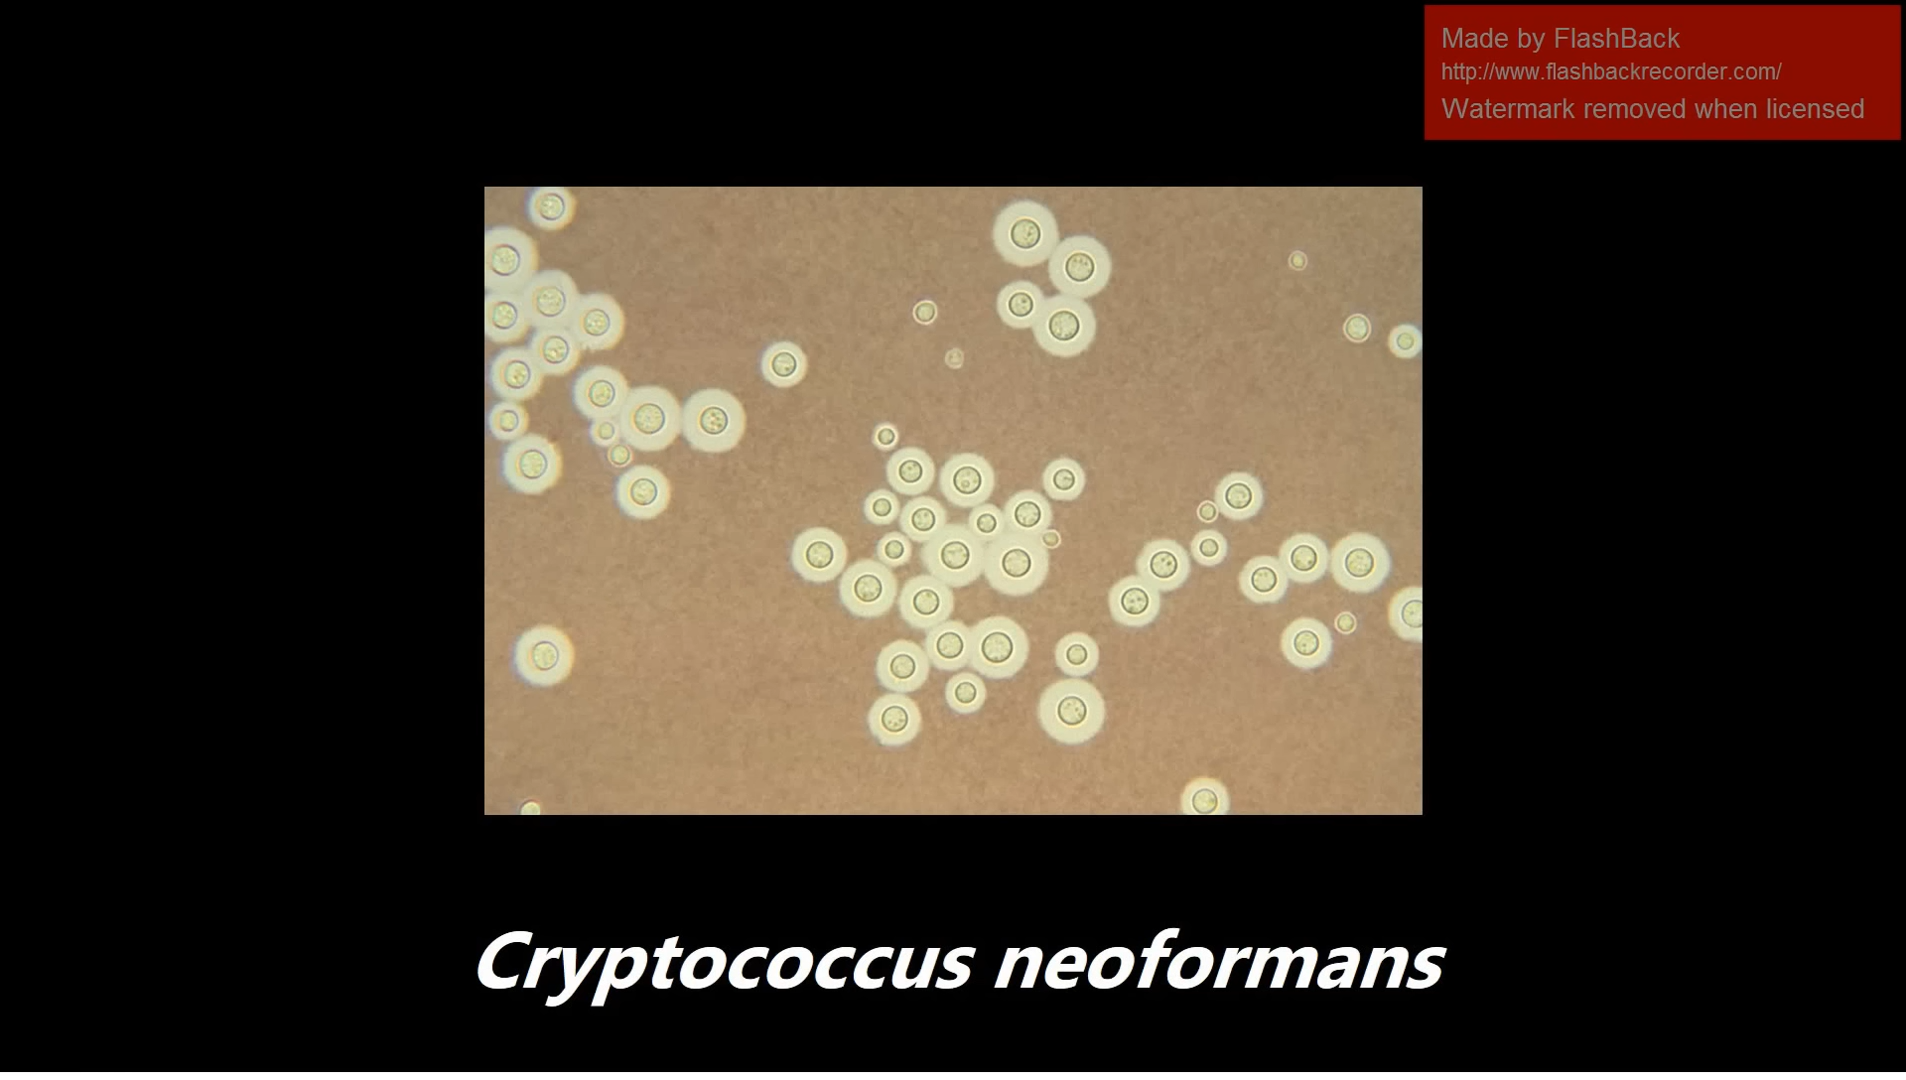 Made by FlashBack
http://www.flashbackrecorder.com/
Watermark removed when licensed
Cryptococcus neoformans